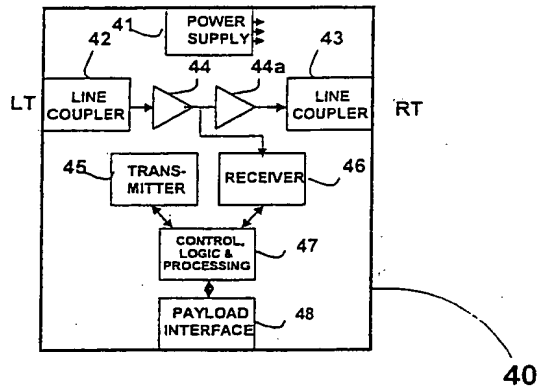 41
POWER
SUPPLY
42
44
44a
43
LT
LINE
COUPLER
LINE
COUPLER
RT
45
TRANS-
MITTER
RECEIVER
46
CONTROL,
LOGIC &
PROCESSING
47
PAYLOAD
INTERFACE
48
40